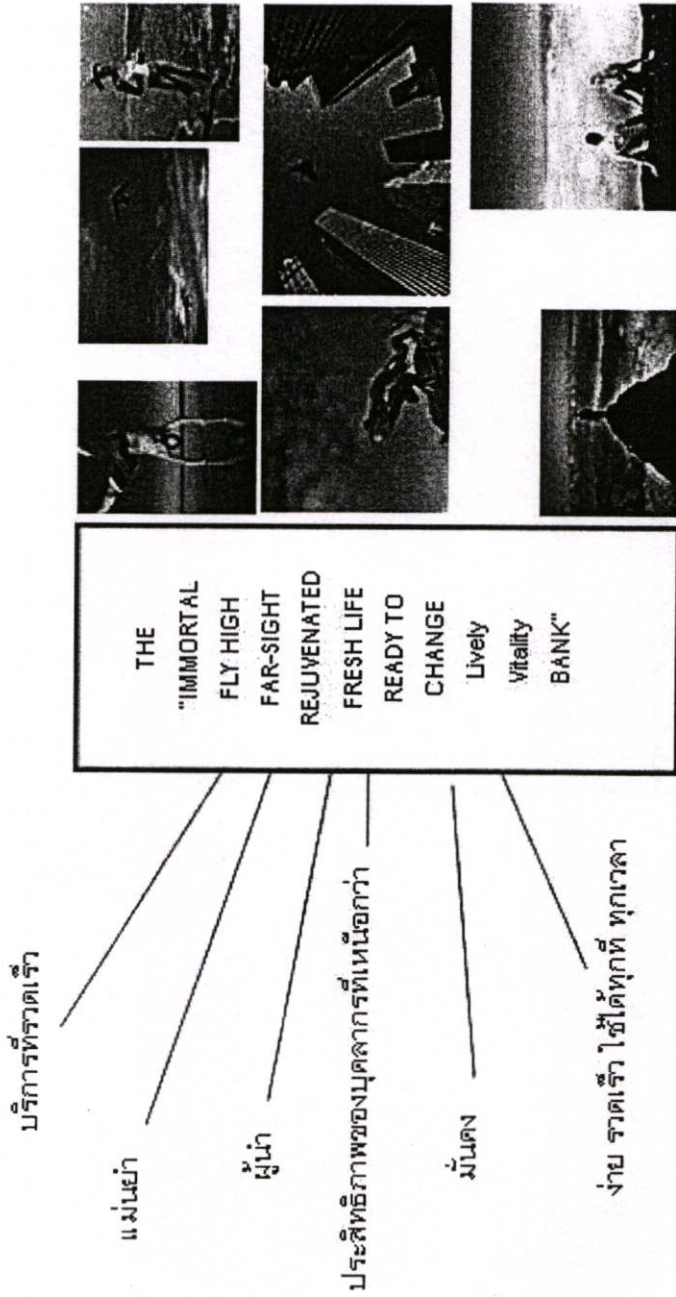 บริการที่รวดเร็ว
แม่นยำ
ผู้นำ
ประสิทธิภาพของบุคลากรที่เหนือกว่า
มั่นคง
ง่าย รวดเร็ว ใช้ได้ทุกที่ ทุกเวลา
THE
"IMMORTAL
FLY HIGH
FAR-SIGHT
REJUVENATED
FRESH LIFE
READY TO
CHANGE
Lively
Vitality
BANK"